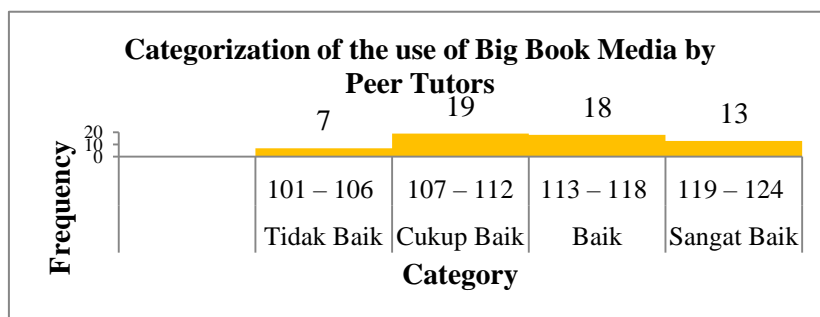 Categorization of the use of Big Book Media by
Peer Tutors
7 19 18 13
20
10
0
Frequency
101 – 106 107 – 112 113 – 118 119 – 124
Tidak Baik Cukup Baik Baik Sangat Baik
Category